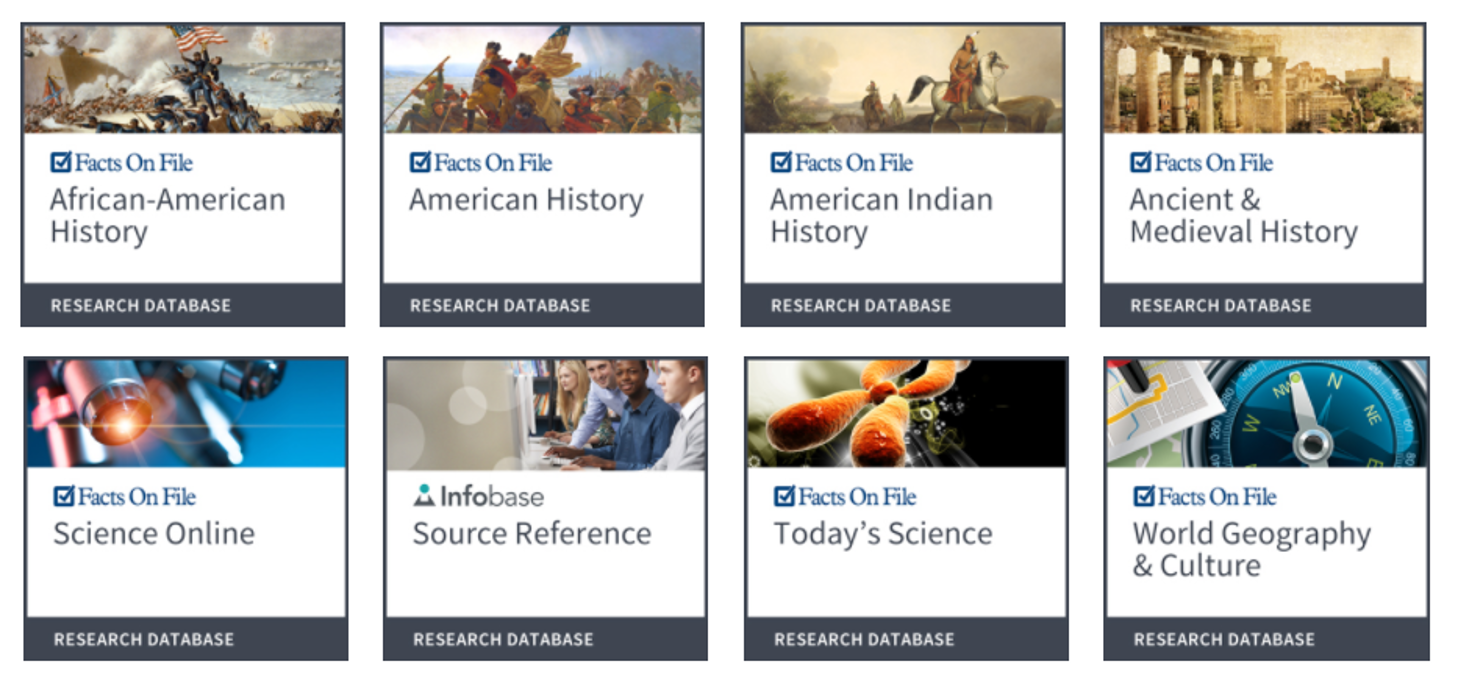 Facts On File
African-American
History
RESEARCH DATABASE
Facts On File
American History
RESEARCH DATABASE
Facts On File
American Indian
History
RESEARCH DATABASE
Facts On File
Ancient &
Medieval History
RESEARCH DATABASE
Facts On File
Science Online
RESEARCH DATABASE
Infobase
Source Reference
RESEARCH DATABASE
Facts On File
Today’s Science
RESEARCH DATABASE
NW
N
NE
W
E
Facts On File
World Geography
& Culture
RESEARCH DATABASE